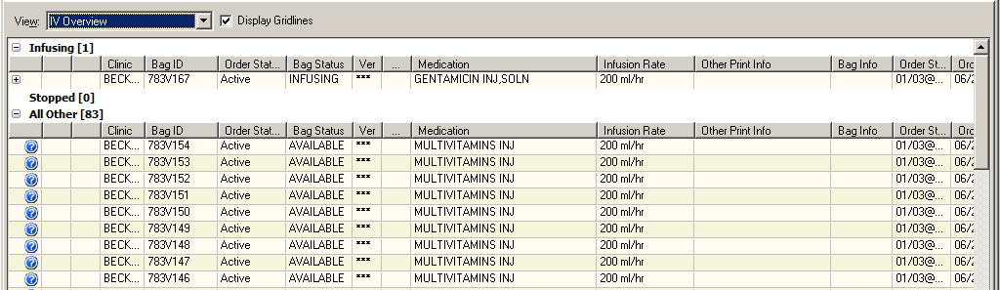 View: IV Overview Display Gridlines
Infusing [1]
Clinic Bag ID Order Stat... Bag Status Ver ... Medication Infusion Rate Other Print Info Bag Info Order St... Orc
BECK... 783V167 Active INFUSING *** GENTAMICIN INJ,SOLN 200 ml/hr 01/03@... 06/2
Stopped [0]
All Other [83]
Clinic Bag ID Order Stat... Bag Status Ver ... Medication Infusion Rate Other Print Info Bag Info Order St... Orc
BECK... 783V154 Active AVAILABLE *** MULTIVITAMINS INJ 200 ml/hr 01/03@... 06/2
BECK... 783V153 Active AVAILABLE *** MULTIVITAMINS INJ 200 ml/hr 01/03@... 06/2
BECK... 783V152 Active AVAILABLE *** MULTIVITAMINS INJ 200 ml/hr 01/03@... 06/2
BECK... 783V151 Active AVAILABLE *** MULTIVITAMINS INJ 200 ml/hr 01/03@... 06/2
BECK... 783V150 Active AVAILABLE *** MULTIVITAMINS INJ 200 ml/hr 01/03@... 06/2
BECK... 783V149 Active AVAILABLE *** MULTIVITAMINS INJ 200 ml/hr 01/03@... 06/2
BECK... 783V148 Active AVAILABLE *** MULTIVITAMINS INJ 200 ml/hr 01/03@... 06/2
BECK... 783V147 Active AVAILABLE *** MULTIVITAMINS INJ 200 ml/hr 01/03@... 06/2
BECK... 783V146 Active AVAILABLE *** MULTIVITAMINS INJ 200 ml/hr 01/03@... 06/2